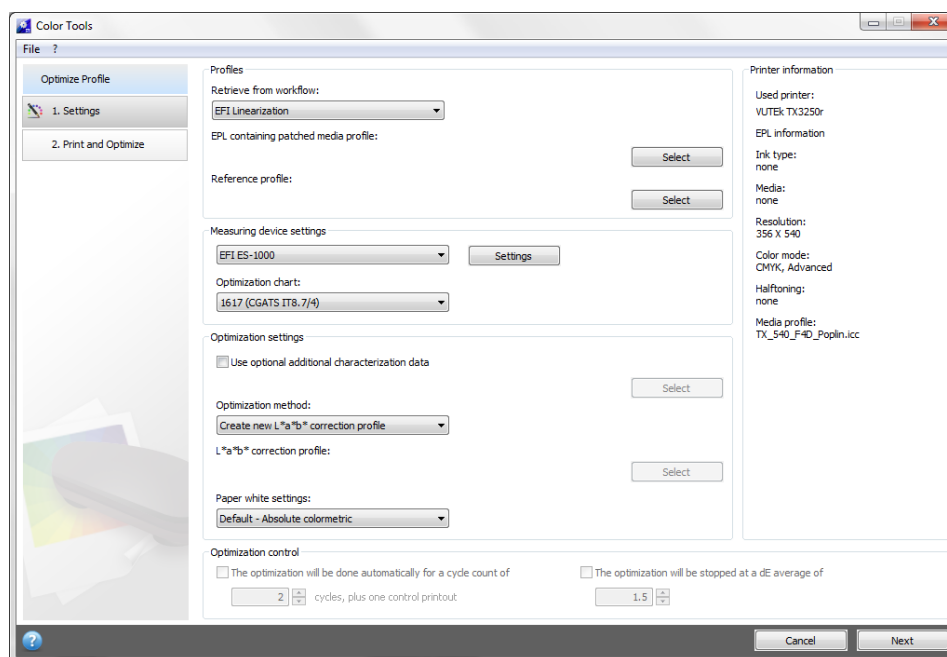 Color Tools
File ?
Optimize Profile
1. Settings
2. Print and Optimize
Profiles
Retrieve from workflow:
EFI Linearization
EPL containing patched media profile:
Select
Reference profile:
Select
Measuring device settings
EFI ES-1000
Settings
Optimization chart:
1617 (CGATS IT8.7/4)
Optimization settings
Use optional additional characterization data
Select
Optimization method:
Create new L*a*b* correction profile
L*a*b* correction profile:
Select
Paper white settings:
Default - Absolute colormetric
Optimization control
The optimization will be done automatically for a cycle count of
2 cycles, plus one control printout
The optimization will be stopped at a dE average of
1.5
Printer information
Used printer:
VUTEk TX3250r
EPL information
Ink type:
none
Media:
none
Resolution:
356 X 540
Color mode:
CMYK, Advanced
Halftoning:
none
Media profile:
TX_540_F4D_Poplin.icc
?
Cancel
Next